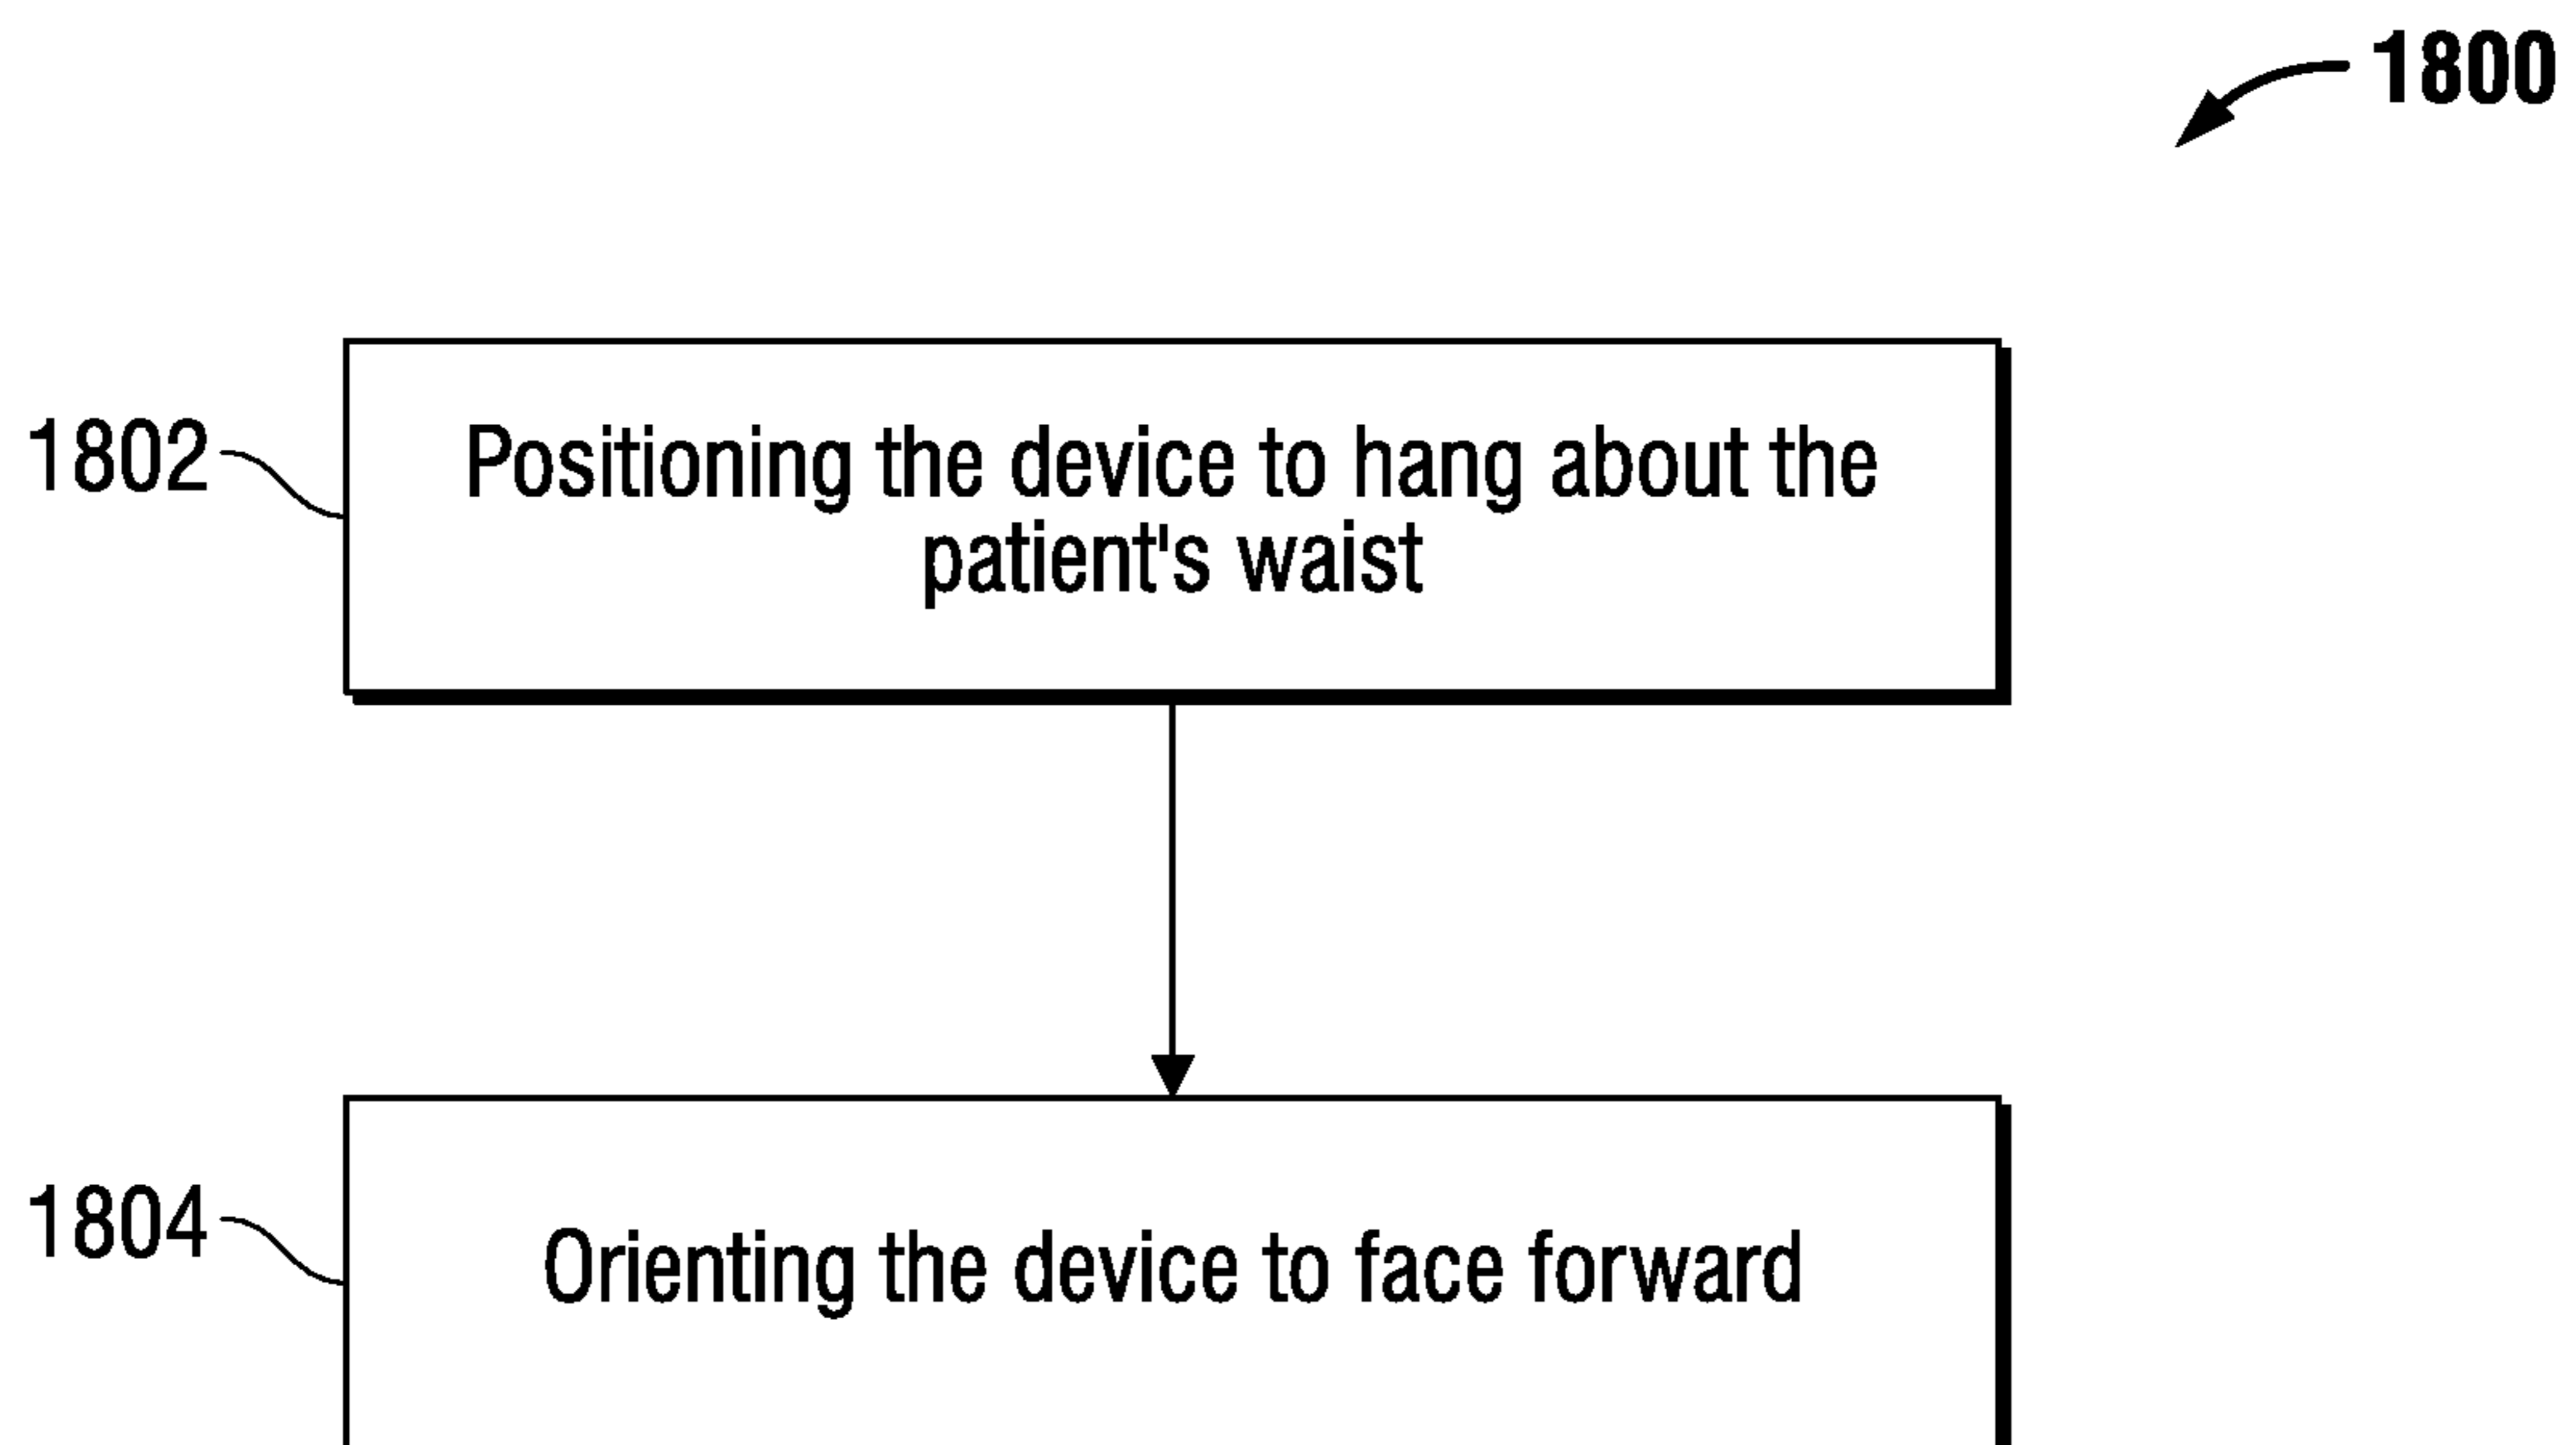 1800
1802
Positioning the device to hang about the
patient's waist
1804
Orienting the device to face forward